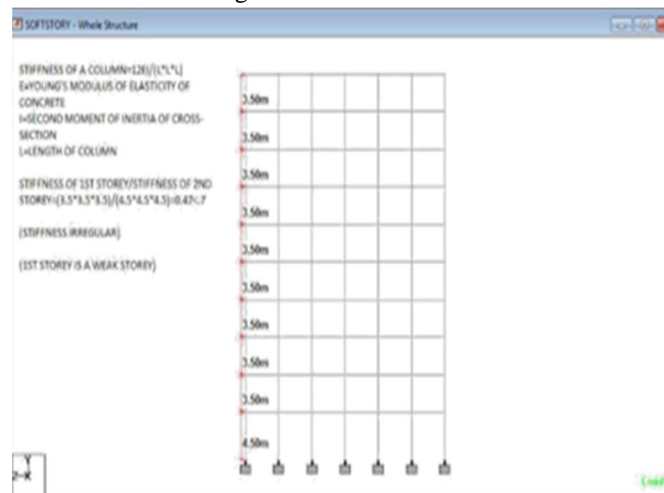 SOFTSTORY - Whole Structure
STIFFNESS OF A COLUMN=12EI/(L*L*L)
E=YOUNG'S MODULUS OF ELASTICITY OF
CONCRETE
I=SECOND MOMENT OF INERTIA OF CROSS-
SECTION
L=LENGTH OF COLUMN
STIFFNESS OF 1ST STOREY/STIFFNESS OF 2ND
STOREY=(3.5*3.5*3.5)/(4.5*4.5*4.5)=0.47<.7
(STIFFNESS IRREGULAR)
(1ST STOREY IS A WEAK STOREY)
3.50m
3.50m
3.50m
3.50m
3.50m
3.50m
3.50m
3.50m
3.50m
4.50m
Y
Z-X
Load